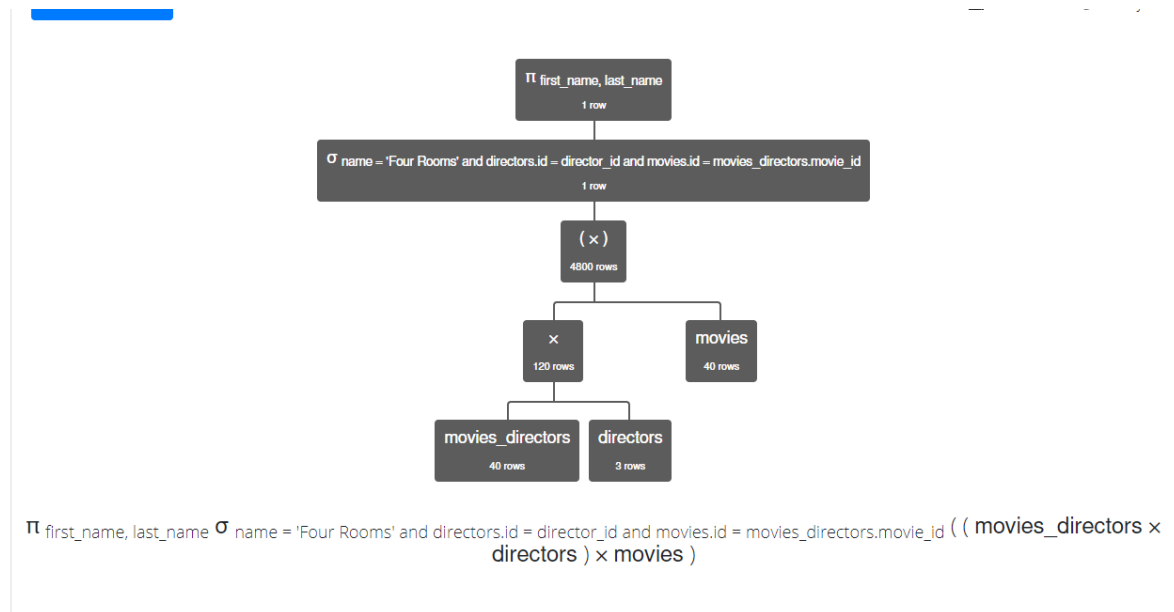 π first_name, last_name
1 row
σ name = 'Four Rooms' and directors.id = director_id and movies.id = movies_directors.movie_id
1 row
( × )
4800 rows
×
120 rows
movies
40 rows
movies_directors
40 rows
directors
3 rows
π first_name, last_name σ name = 'Four Rooms' and directors.id = director_id and movies.id = movies_directors.movie_id ( ( movies_directors ×
directors ) × movies )